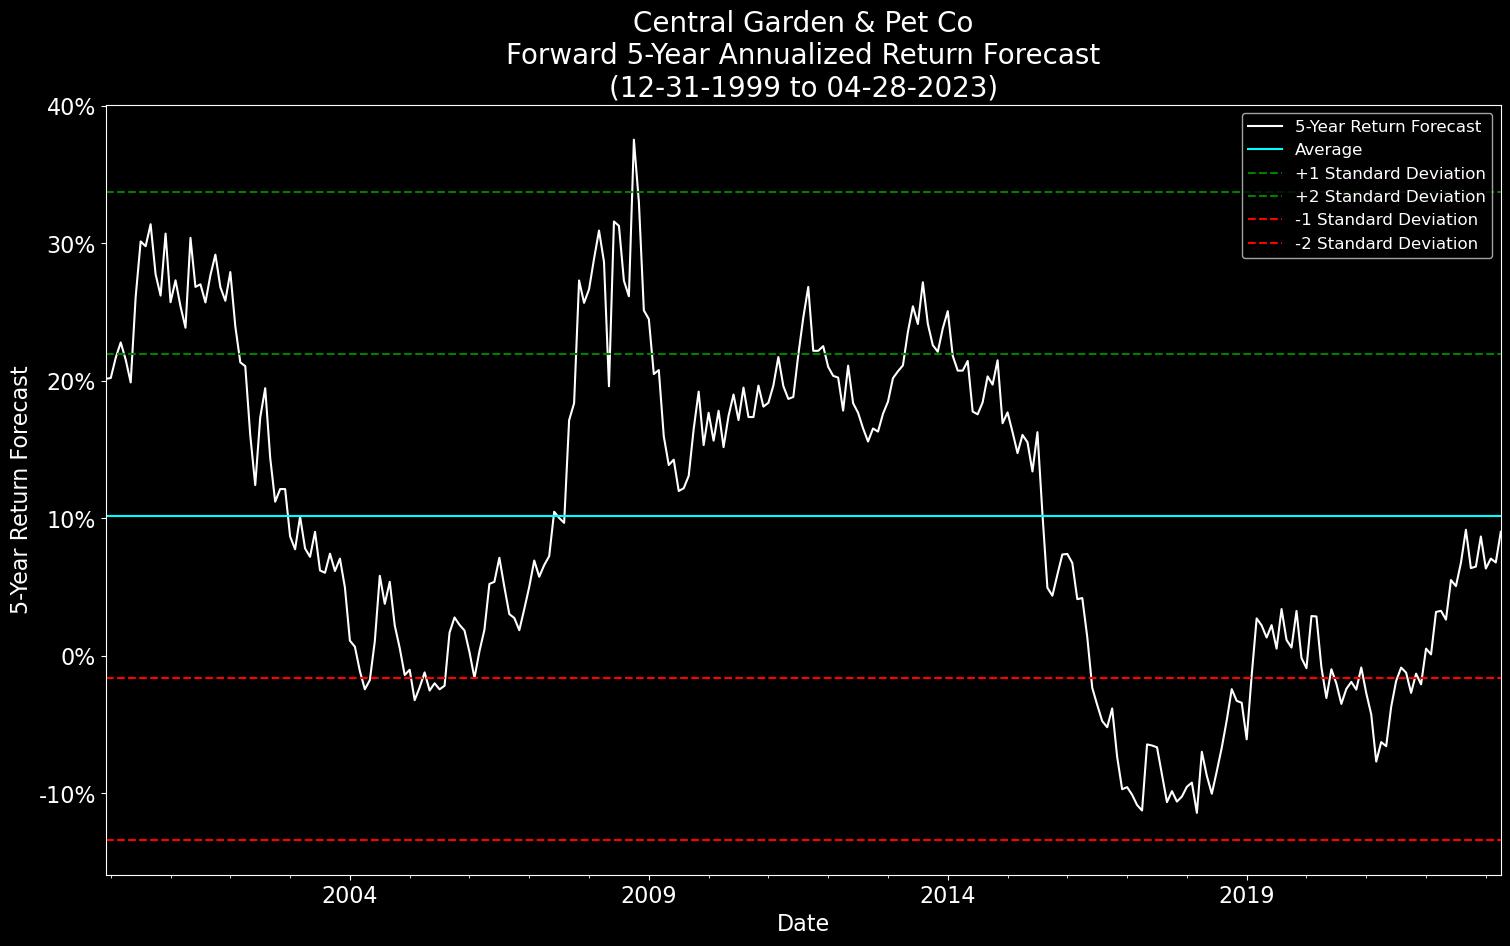 Central Garden & Pet Co
Forward 5-Year Annualized Return Forecast
(12-31-1999 to 04-28-2023)
40%
30%
20%
10%
0%
-10%
5-Year Return Forecast
5-Year Return Forecast
Average
+1 Standard Deviation
+2 Standard Deviation
-1 Standard Deviation
-2 Standard Deviation
2004
2009
2014
2019
Date